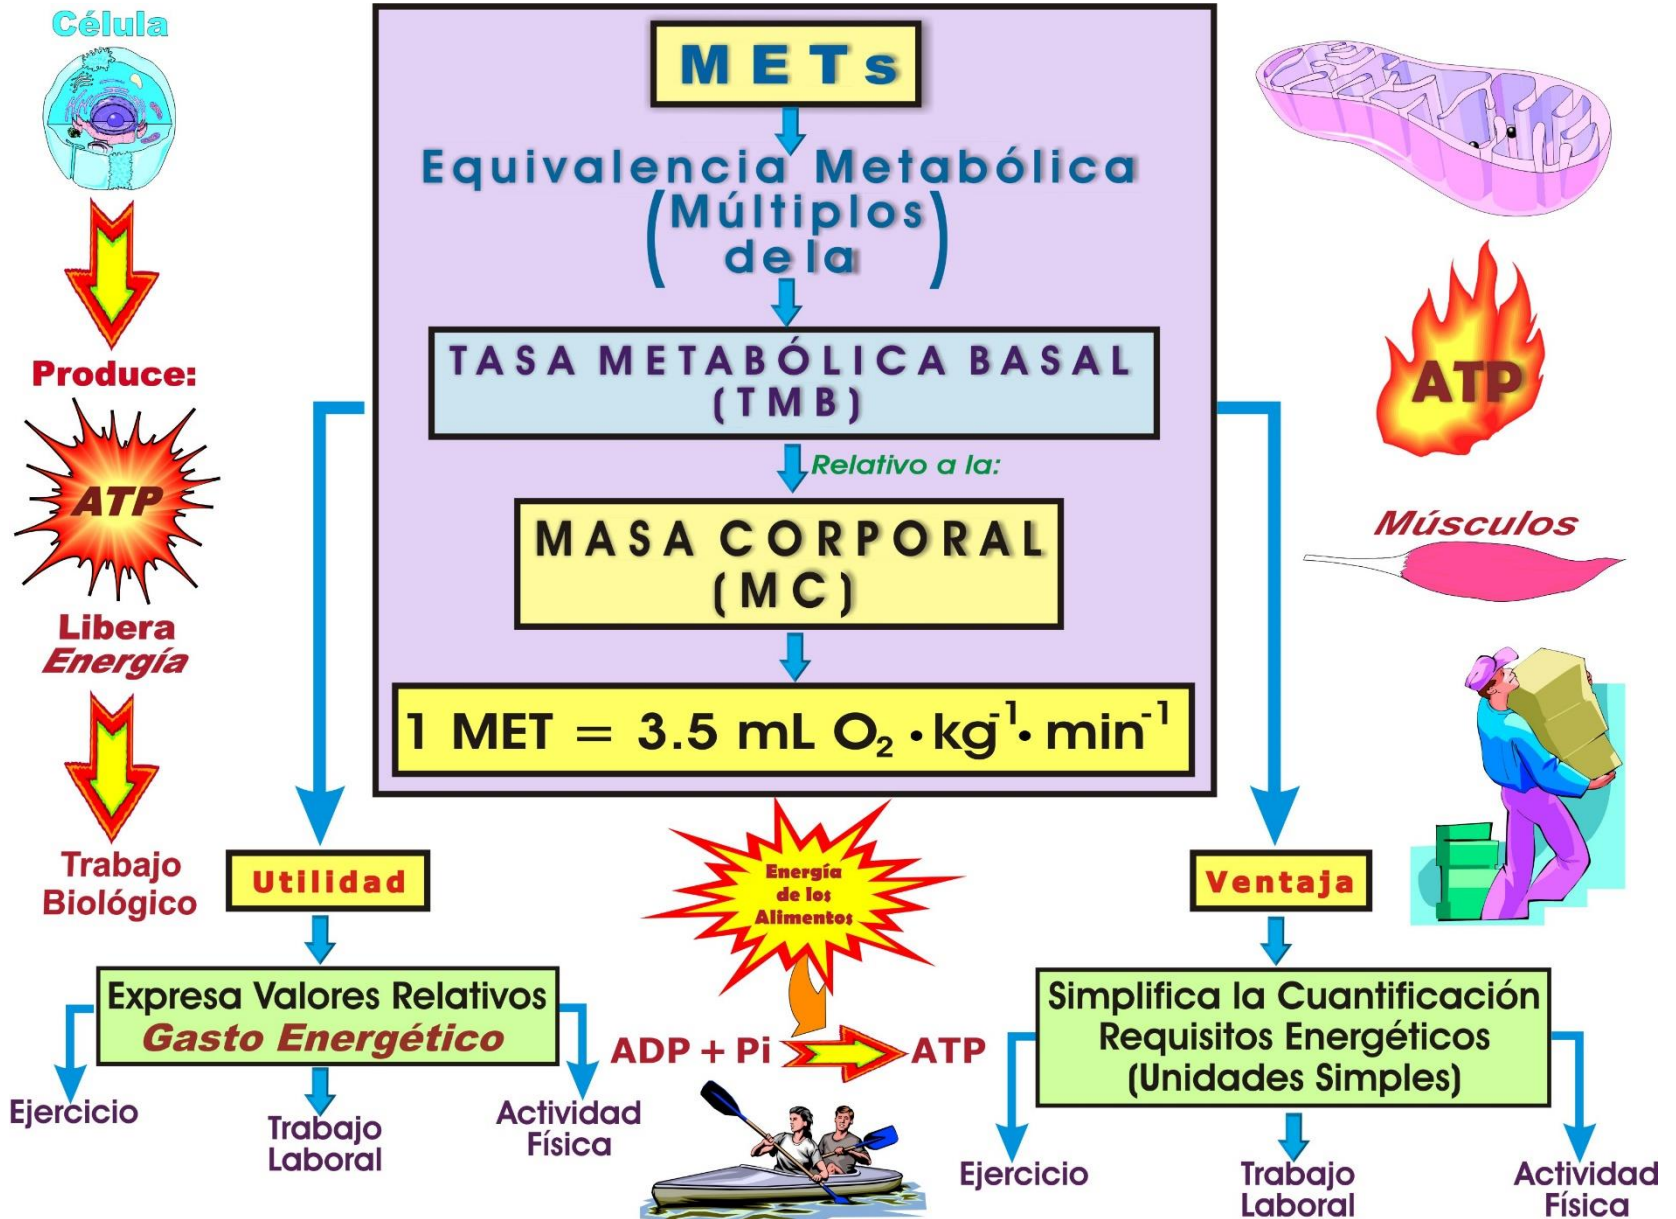 Célula
Produce:
ATP
Libera
Energía
Trabajo
Biológico
METs
Equivalencia Metabólica
(Múltiplos
de la)
TASA METABÓLICA BASAL
(TMB)
Relativo a la:
MASA CORPORAL
(MC)
1 MET = 3.5 mL O₂ · kg⁻¹ · min⁻¹
ATP
Músculos
Utilidad
Expresa Valores Relativos
Gasto Energético
Ejercicio
Trabajo
Laboral
Actividad
Física
Energía
de los
Alimentos
ADP + Pi
ATP
Ventaja
Simplifica la Cuantificación
Requisitos Energéticos
(Unidades Simples)
Ejercicio
Trabajo
Laboral
Actividad
Física